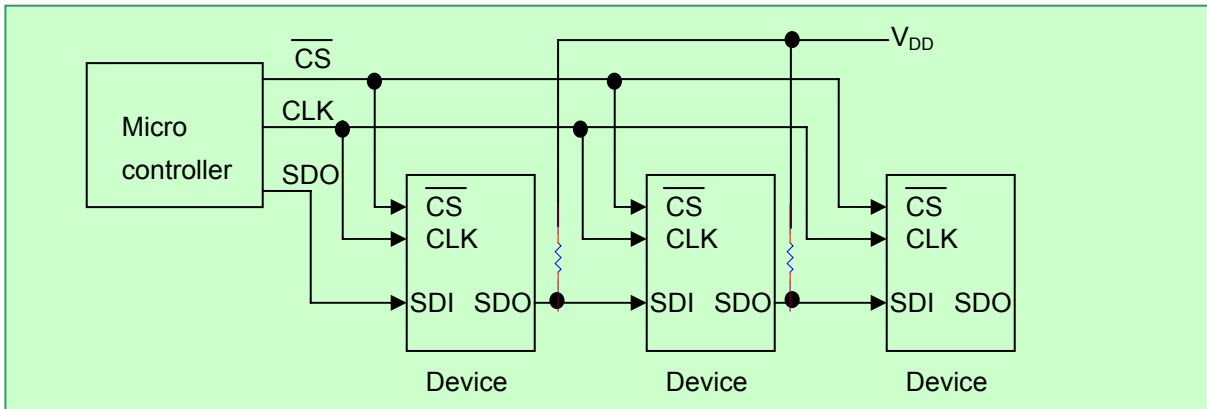 CS
V_DD
CLK
Micro
controller
SDO
CS
CS
CS
CLK
CLK
CLK
SDI SDO
SDI SDO
SDI SDO
Device
Device
Device